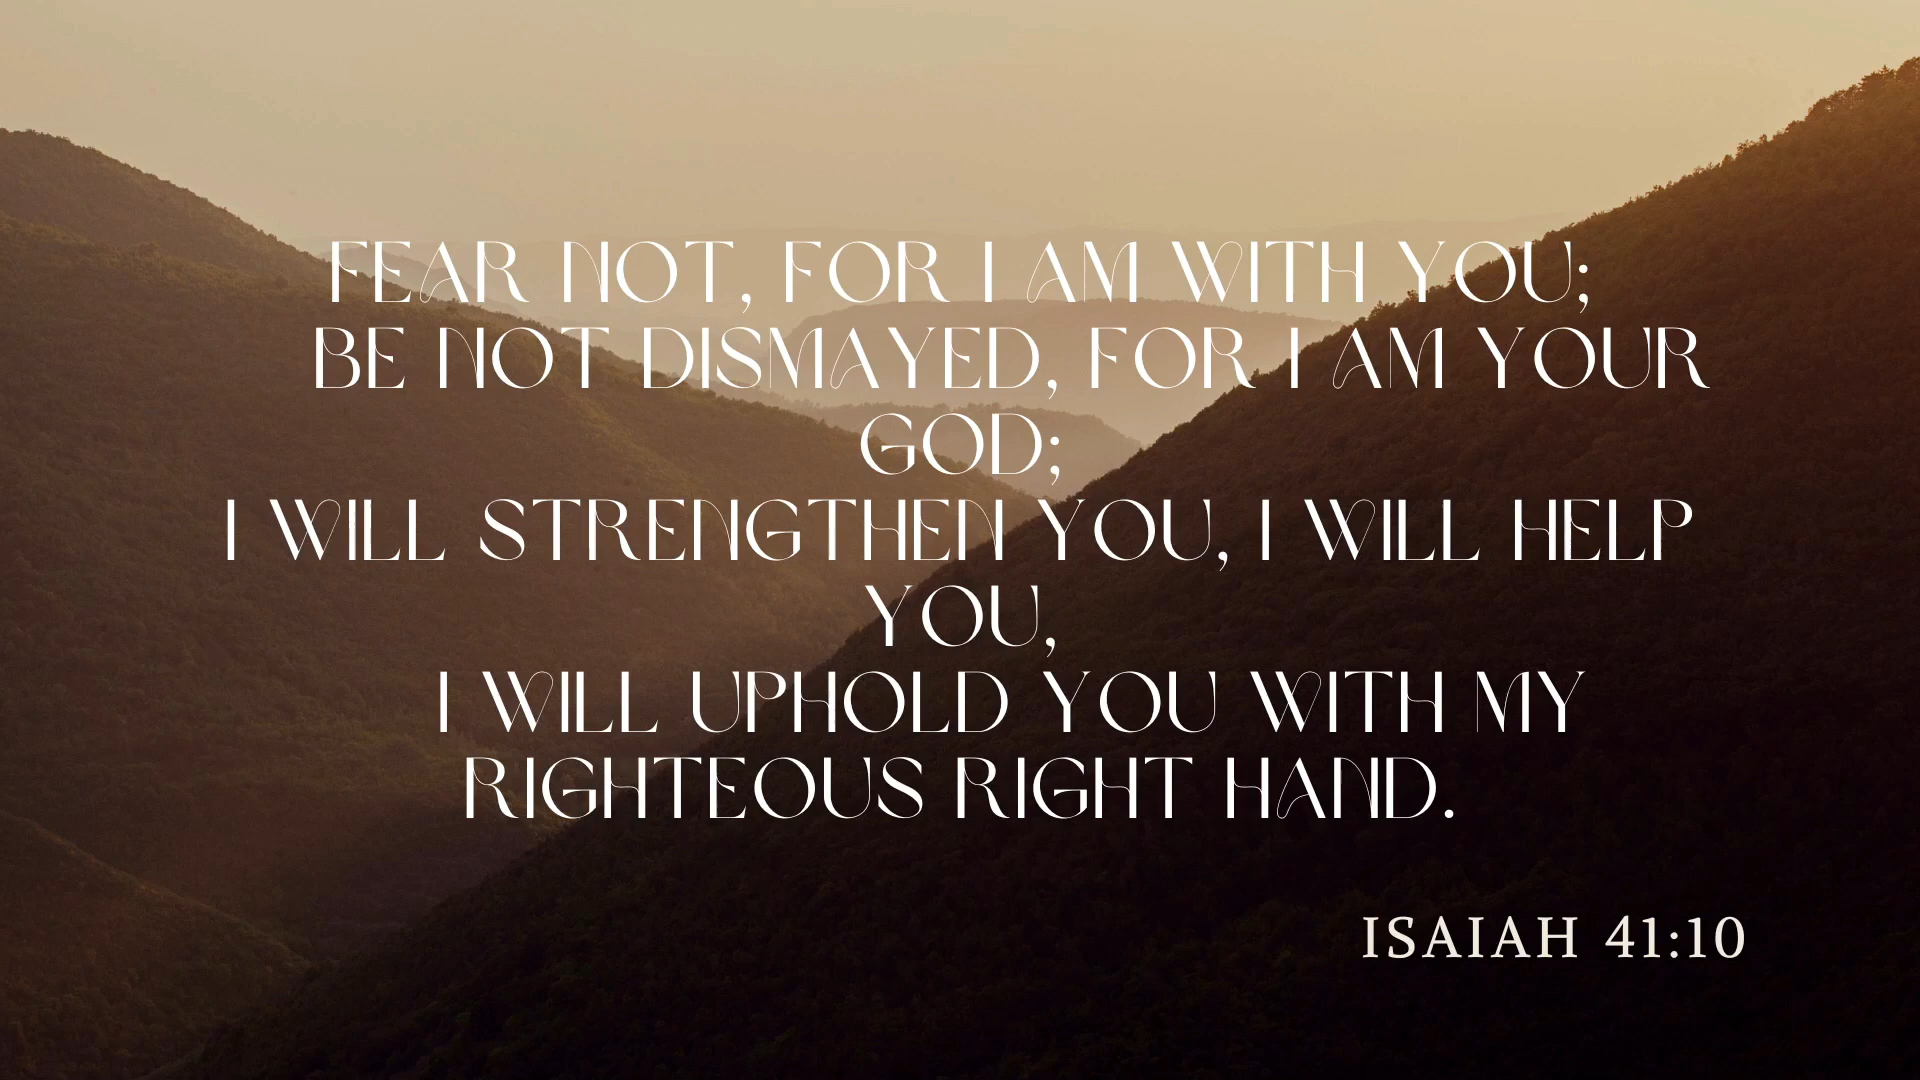 FEAR NOT, FOR I AM WITH YOU;
BE NOT DISMAYED, FOR I AM YOUR
GOD;
I WILL STRENGTHEN YOU, I WILL HELP
YOU,
I WILL UPHOLD YOU WITH MY
RIGHTEOUS RIGHT HAND.
ISAIAH 41:10